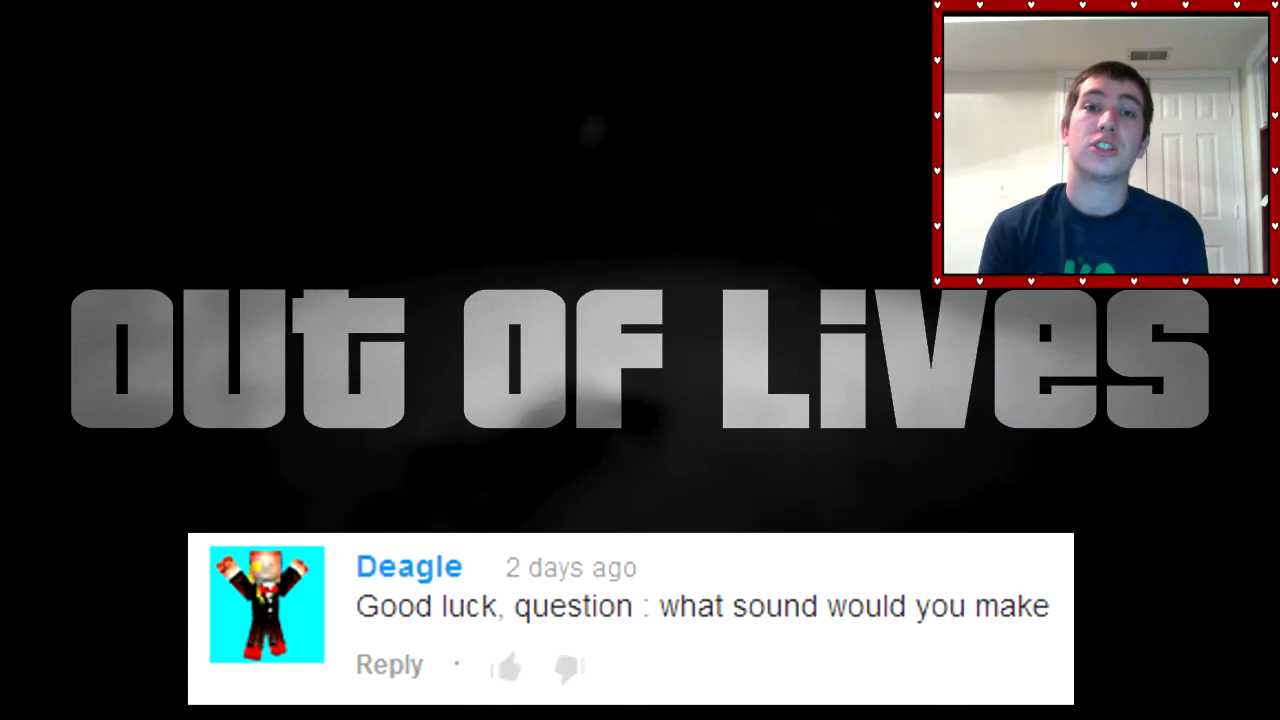 OUT OF LIVES
Deagle 2 days ago
Good luck, question : what sound would you make
Reply ·